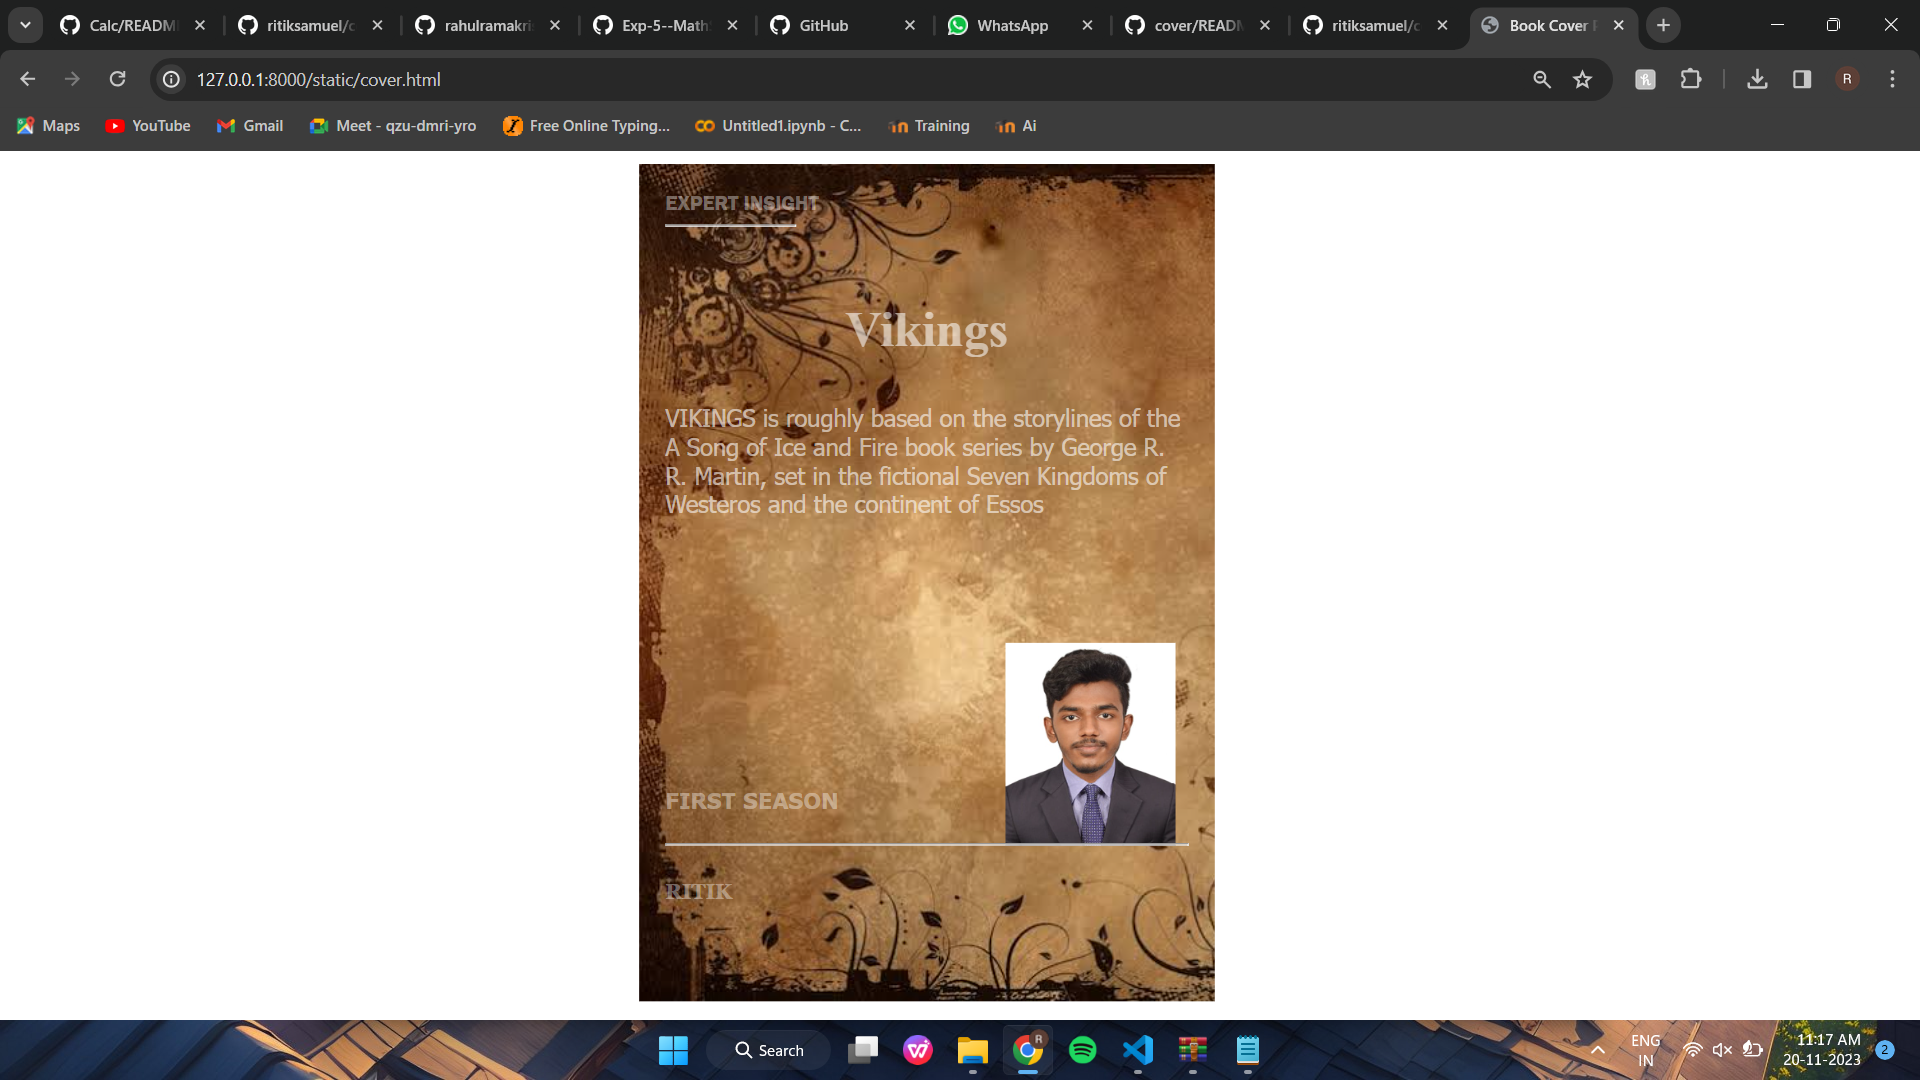 Calc/READM
ritiksamuel/c
rahulramakri
Exp-5--Math
GitHub
WhatsApp
cover/READM
ritiksamuel/c
Book Cover
127.0.0.1:8000/static/cover.html
R
Maps
YouTube
Gmail
Meet - qzu-dmri-yro
Free Online Typing...
Untitled1.ipynb - C...
Training
Ai
EXPERT INSIGHT
Vikings
VIKINGS is roughly based on the storylines of the
A Song of Ice and Fire book series by George R.
R. Martin, set in the fictional Seven Kingdoms of
Westeros and the continent of Essos
FIRST SEASON
RITIK
Search
R
ENG
IN
11:17 AM
20-11-2023
2